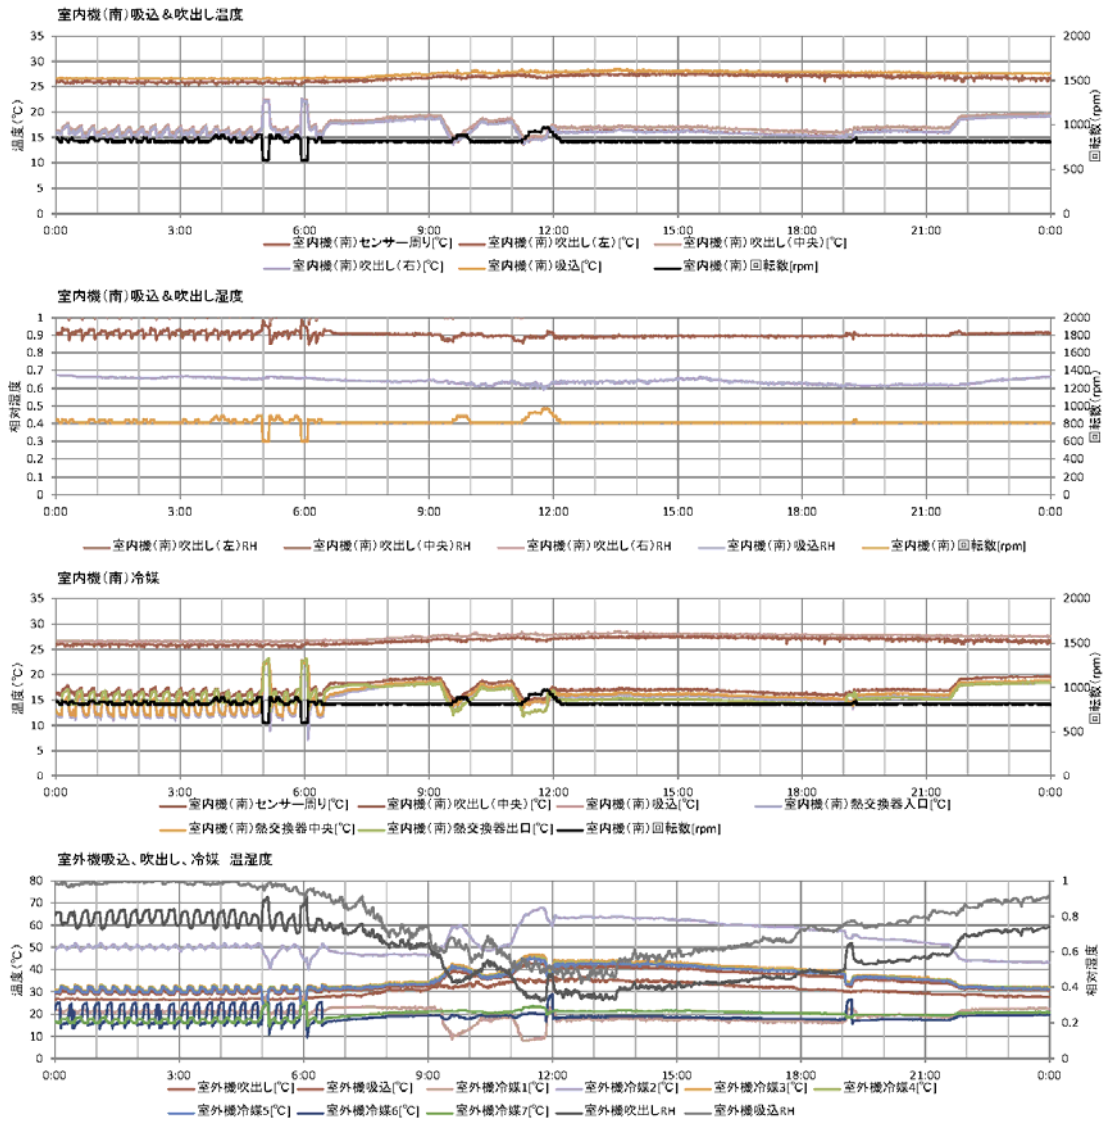 室内機(南)吸込&吹出し温度
35 30 25 20 15 10 5 0
温度(℃)
2000 1500 1000 500 0
回転数(rpm)
0:00 3:00 6:00 9:00 12:00 15:00 18:00 21:00 0:00
室内機(南)センサー周り[℃] 室内機(南)吹出し(左)[℃] 室内機(南)吹出し(中央)[℃]
室内機(南)吹出し(右)[℃] 室内機(南)吸込[℃] 室内機(南)回転数[rpm]
室内機(南)吸込&吹出し湿度
1 0.9 0.8 0.7 0.6 0.5 0.4 0.3 0.2 0.1 0
相対湿度
2000 1800 1600 1400 1200 1000 800 600 400 200 0
回転数(rpm)
0:00 3:00 6:00 9:00 12:00 15:00 18:00 21:00 0:00
室内機(南)吹出し(左)RH 室内機(南)吹出し(中央)RH 室内機(南)吹出し(右)RH 室内機(南)吸込RH 室内機(南)回転数[rpm]
室内機(南)冷媒
35 30 25 20 15 10 5 0
温度(℃)
2000 1500 1000 500 0
回転数(rpm)
0:00 3:00 6:00 9:00 12:00 15:00 18:00 21:00 0:00
室内機(南)センサー周り[℃] 室内機(南)吹出し(中央)[℃] 室内機(南)吸込[℃] 室内機(南)熱交換器入口[℃]
室内機(南)熱交換器中央[℃] 室内機(南)熱交換器出口[℃] 室内機(南)回転数[rpm]
室外機吸込、吹出し、冷媒 温湿度
80 70 60 50 40 30 20 10 0
温度(℃)
1 0.8 0.6 0.4 0.2 0
相対湿度
0:00 3:00 6:00 9:00 12:00 15:00 18:00 21:00 0:00
室外機吹出し[℃] 室外機吸込[℃] 室外機冷媒1[℃] 室外機冷媒2[℃] 室外機冷媒3[℃] 室外機冷媒4[℃]
室外機冷媒5[℃] 室外機冷媒6[℃] 室外機冷媒7[℃] 室外機吹出しRH 室外機吸込RH